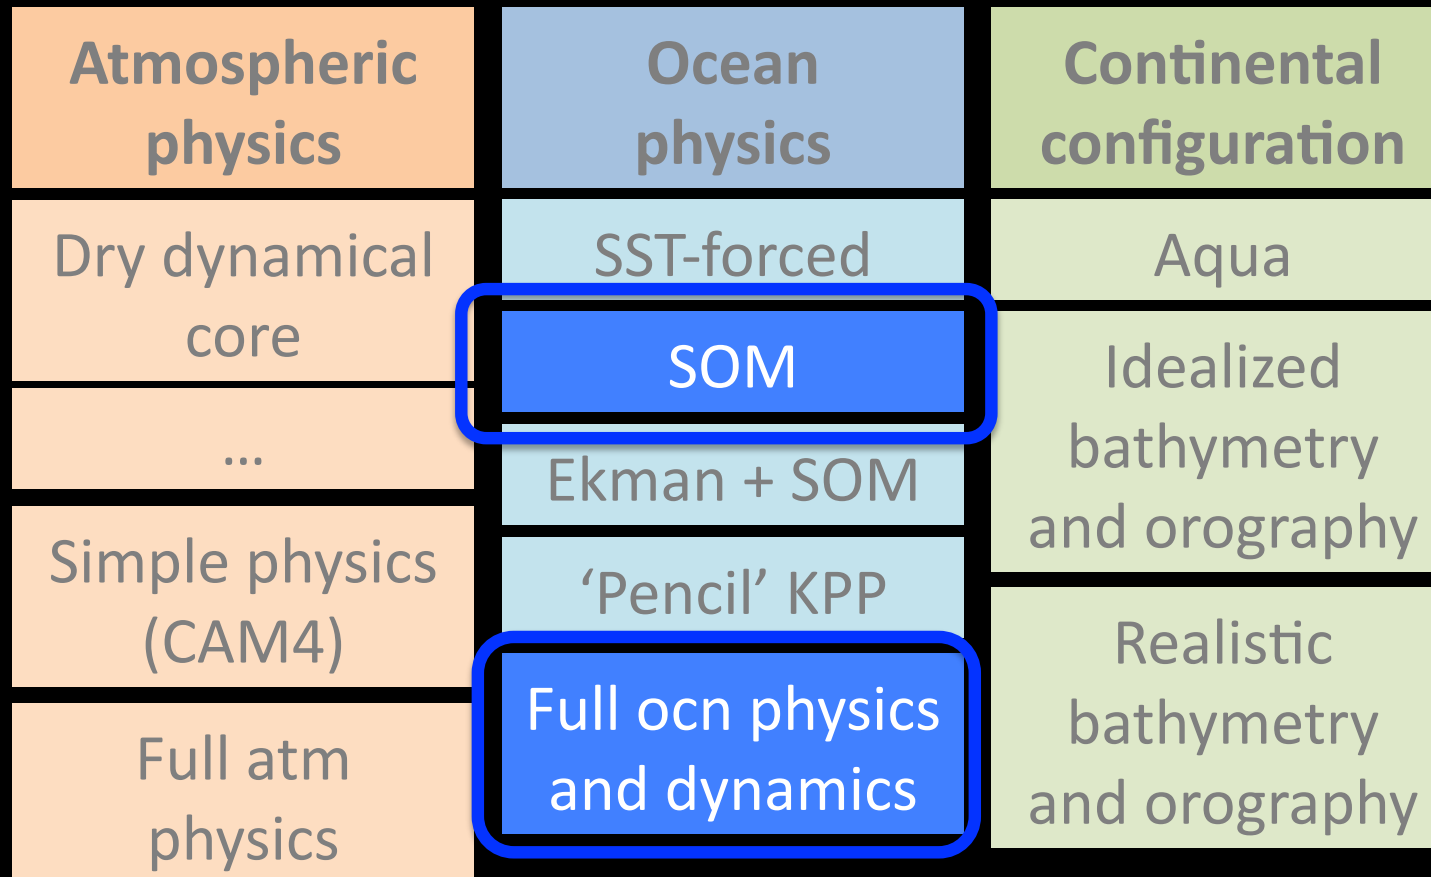 Atmospheric
physics
Dry dynamical
core
...
Simple physics
(CAM4)
Full atm
physics
Ocean
physics
SST-forced
SOM
Ekman + SOM
‘Pencil’ KPP
Full ocn physics
and dynamics
Continental
configuration
Aqua
Idealized
bathymetry
and orography
Realistic
bathymetry
and orography